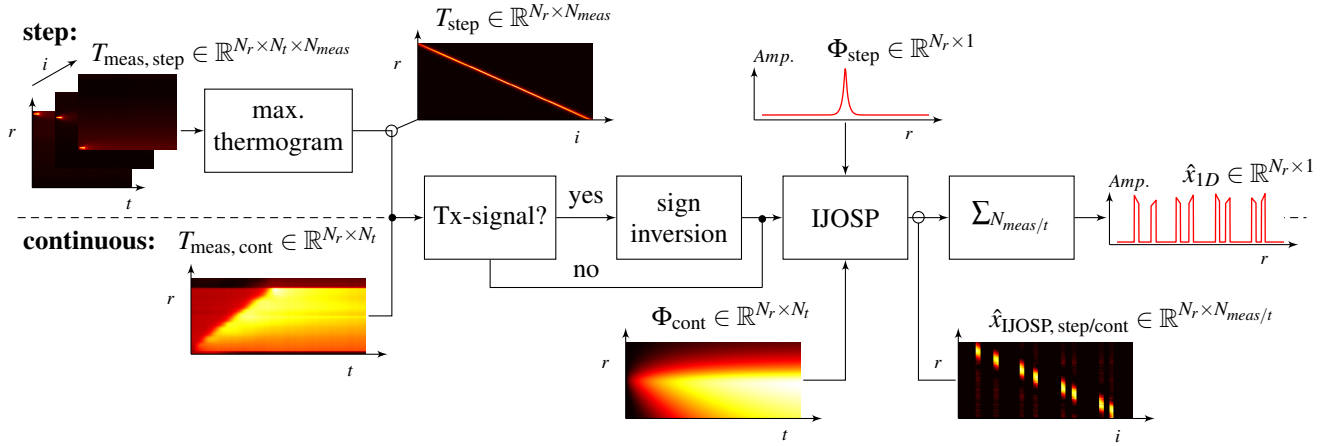 step:
i
T_meas, step ∈ ℝ^{N_r × N_t × N_meas}
r
t
max.
thermogram
T_step ∈ ℝ^{N_r × N_meas}
r
i
Amp.
Φ_step ∈ ℝ^{N_r × 1}
r
Tx-signal?
yes
no
sign
inversion
IJOSP
Σ_{N_meas/t}
Amp.
x̂_{1D} ∈ ℝ^{N_r × 1}
r
continuous:
T_meas, cont ∈ ℝ^{N_r × N_t}
r
t
Φ_cont ∈ ℝ^{N_r × N_t}
r
t
x̂_{IJOSP, step/cont} ∈ ℝ^{N_r × N_meas/t}
r
i